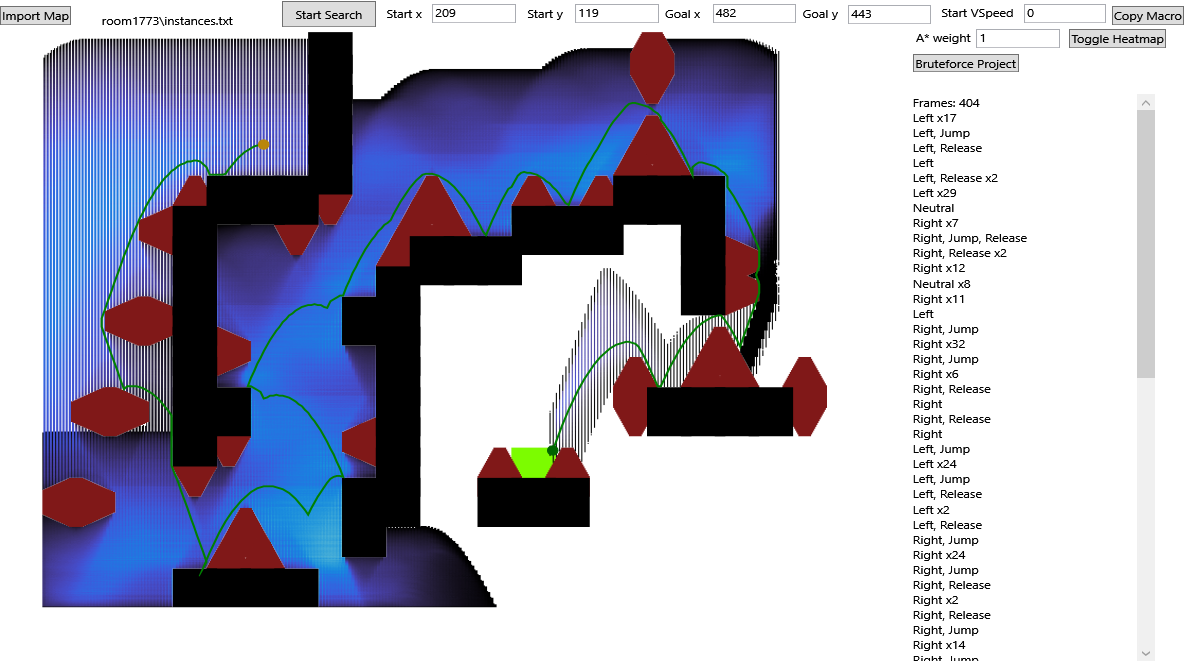 Import Map
room1773\instances.txt
Start Search
Start x 209
Start y 119
Goal x 482
Goal y 443
Start VSpeed 0
Copy Macro
A* weight 1
Toggle Heatmap
Bruteforce Project
Frames: 404
Left x17
Left, Jump
Left, Release
Left
Left, Release x2
Left x29
Neutral
Right x7
Right, Jump, Release
Right, Release x2
Right x12
Neutral x8
Right x11
Left
Right, Jump
Right x32
Right, Jump
Right x6
Right, Release
Right
Right, Release
Right
Left, Jump
Left x24
Left, Jump
Left, Release
Left x2
Left, Release
Right, Jump
Right x24
Right, Jump
Right, Release
Right x2
Right, Release
Right, Jump
Right x14
Right, Jump